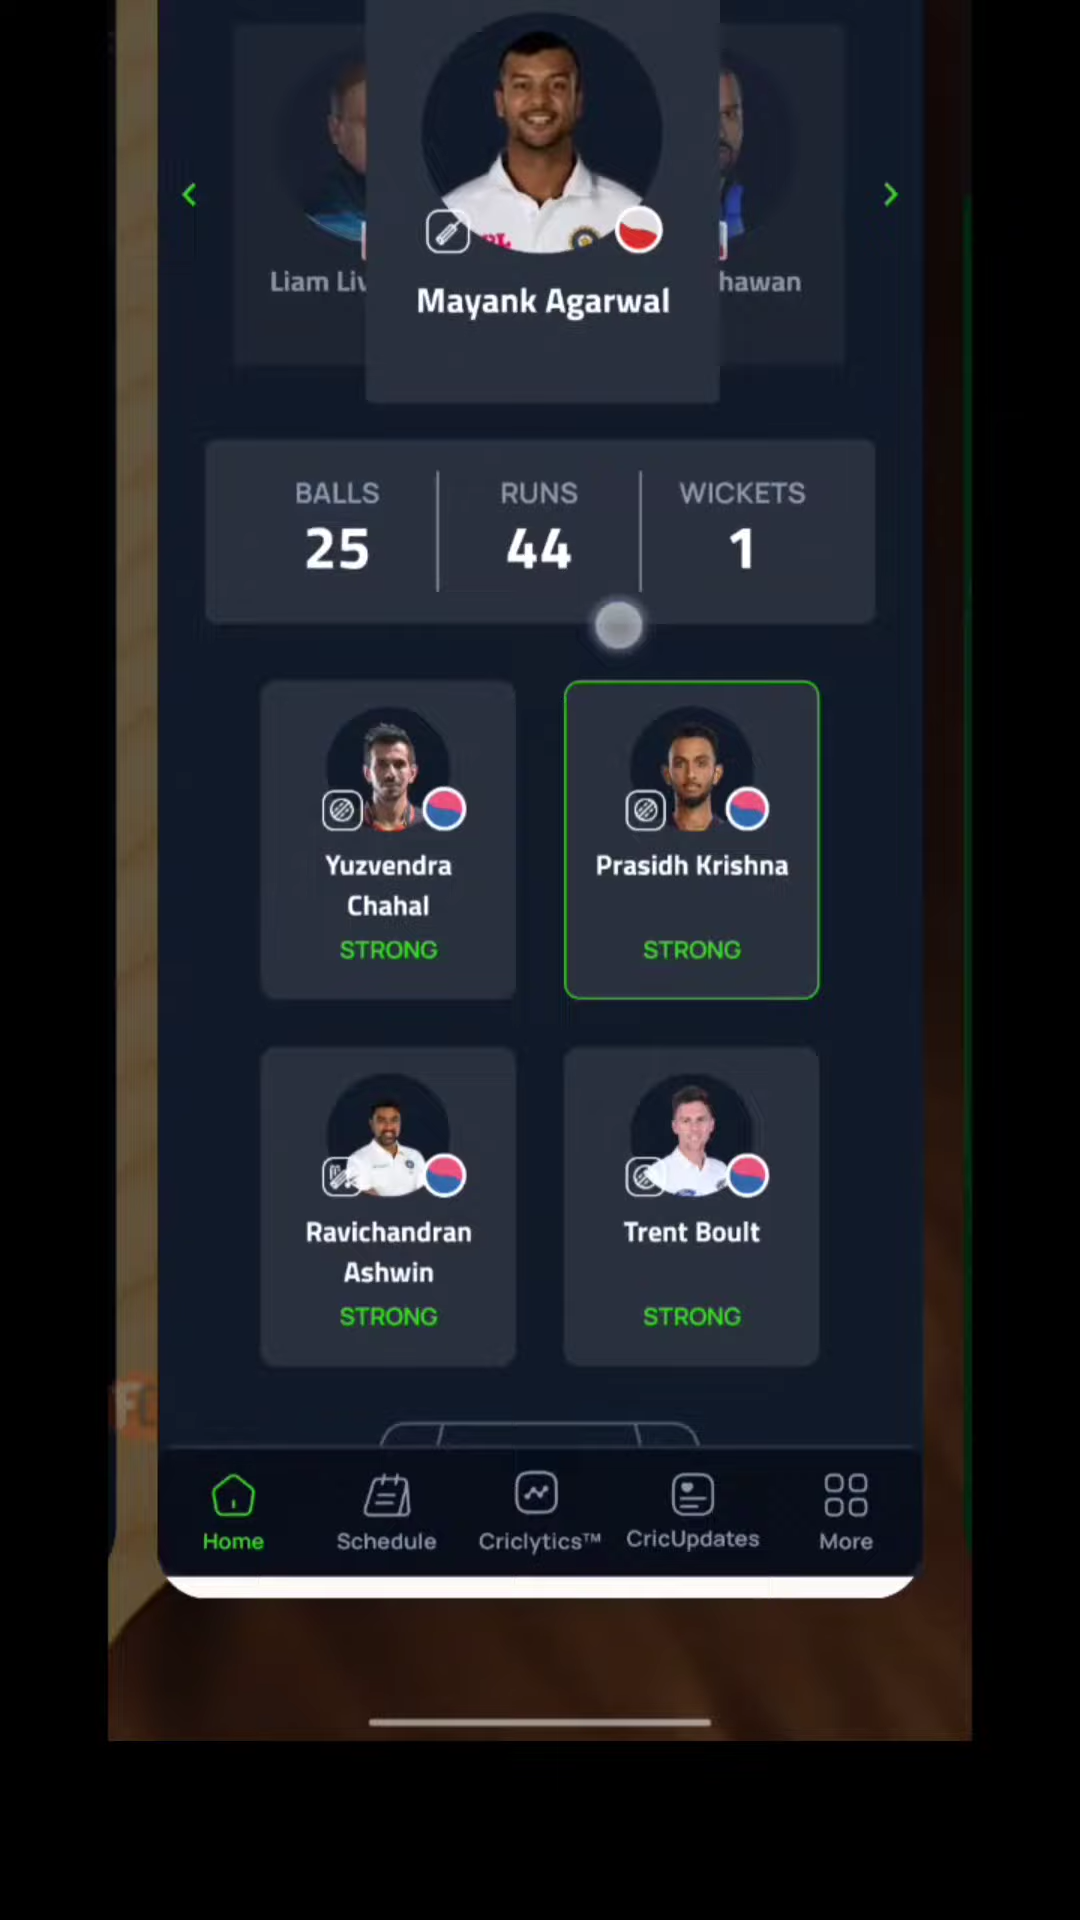 Liam Liv
Mayank Agarwal
hawan
BALLS
RUNS
WICKETS
25
44
1
Yuzvendra
Chahal
STRONG
Prasidh Krishna
STRONG
Ravichandran
Ashwin
STRONG
Trent Boult
STRONG
Home
Schedule
Criclytics™
CricUpdates
More